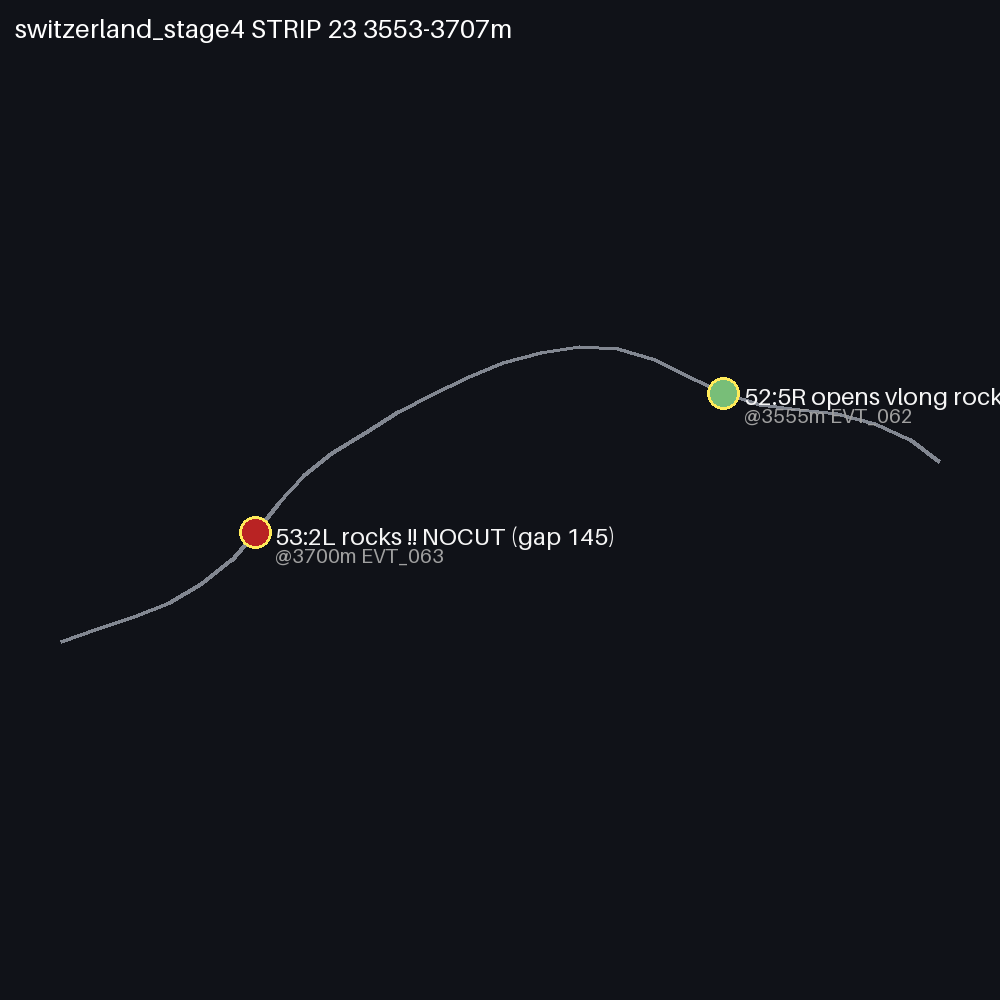 switzerland_stage4 STRIP 23 3553-3707m
52:5R opens vlong rock
@3555m EVT_062
53:2L rocks !! NOCUT (gap 145)
@3700m EVT_063